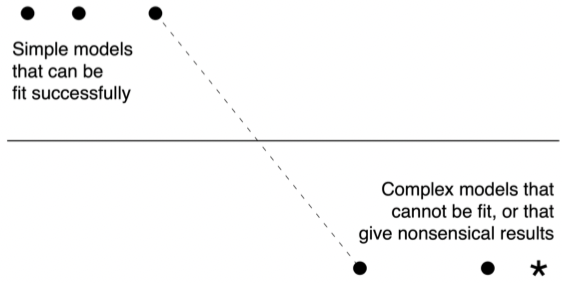 Simple models
that can be
fit successfully
Complex models that
cannot be fit, or that
give nonsensical results
*